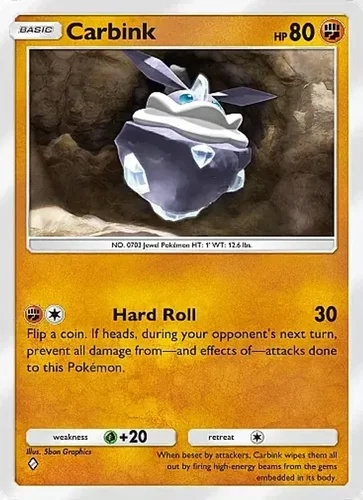 BASIC Carbink HP 80
NO. 0703 Jewel Pokémon HT: 1' WT: 12.6 lbs.
Hard Roll 30
Flip a coin. If heads, during your opponent's next turn,
prevent all damage from—and effects of—attacks done
to this Pokémon.
weakness +20 retreat
Illus. Sbon Graphics
When beset by attackers, Carbink wipes them all
out by firing high-energy beams from the gems
embedded in its body.